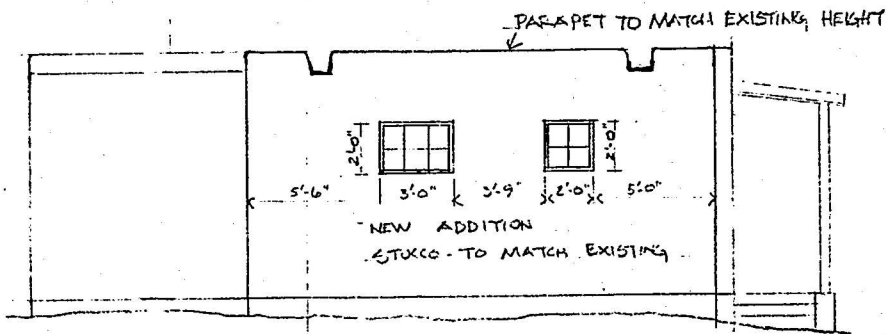 PARAPET TO MATCH EXISTING HEIGHT
2'-0"
2'-0"
5'-6" 3'-0" 3'-9" 2'-0" 5'-0"
NEW ADDITION
STUCCO - TO MATCH EXISTING